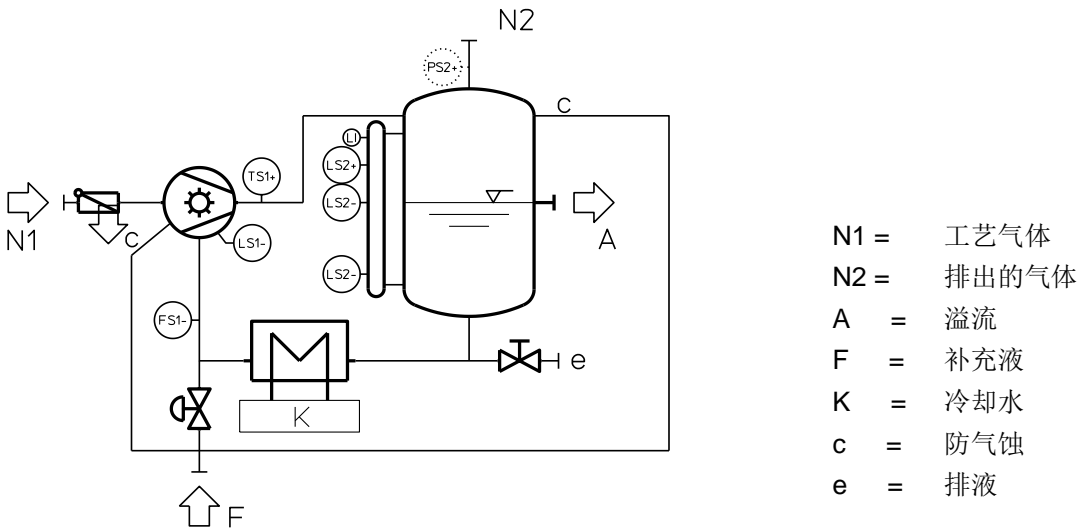 N2
PS2+
c
LI
LS2+
TS1+
LS2-
N1
c
LS1-
A
LS2-
FS1-
e
K
F
N1 = 工艺气体
N2 = 排出的气体
A = 溢流
F = 补充液
K = 冷却水
c = 防气蚀
e = 排液